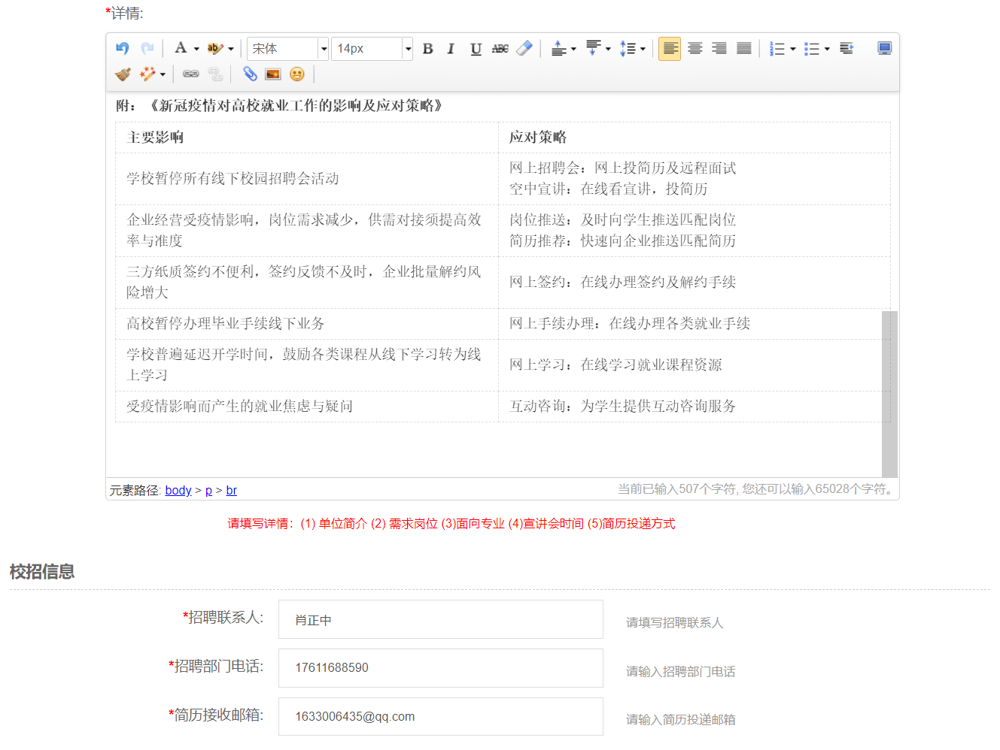 *详情:
宋体
14px
B I U ABC
附：《新冠疫情对高校就业工作的影响及应对策略》
主要影响
应对策略
学校暂停所有线下校园招聘会活动
网上招聘会：网上投简历及远程面试
空中宣讲：在线看宣讲，投简历
企业经营受疫情影响，岗位需求减少，供需对接须提高效
率与准度
岗位推送：及时向学生推送匹配岗位
简历推荐：快速向企业推送匹配简历
三方纸质签约不便利，签约反馈不及时，企业批量解约风
险增大
网上签约：在线办理签约及解约手续
高校暂停办理毕业手续线下业务
网上手续办理：在线办理各类就业手续
学校普遍延迟开学时间，鼓励各类课程从线下学习转为线
上学习
网上学习：在线学习就业课程资源
受疫情影响而产生的就业焦虑与疑问
互动咨询：为学生提供互动咨询服务
元素路径: body > p > br
当前已输入507个字符, 您还可以输入65028个字符。
请填写详情：(1) 单位简介 (2) 需求岗位 (3)面向专业 (4)宣讲会时间 (5)简历投递方式
校招信息
*招聘联系人:
肖正中
请填写招聘联系人
*招聘部门电话:
17611688590
请输入招聘部门电话
*简历接收邮箱:
1633006435@qq.com
请输入简历投递邮箱